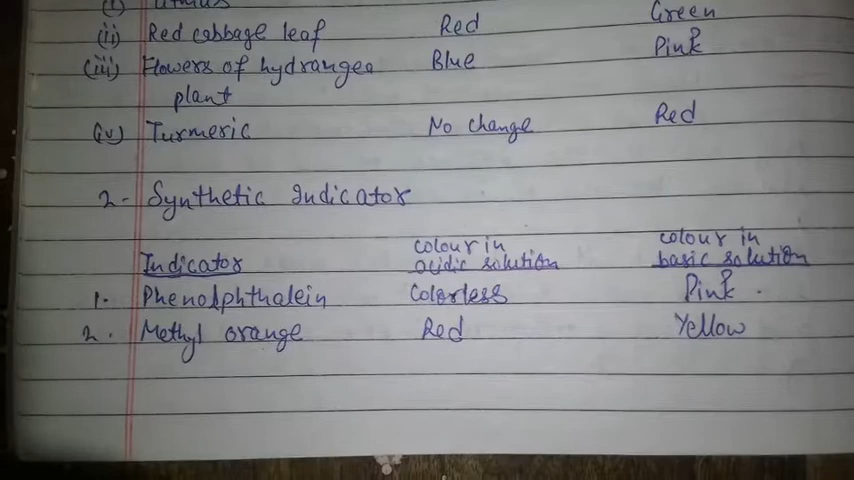 (i) Litmus
(ii) Red cabbage leaf Red Green
(iii) Flowers of hydrangea Blue Pink
plant
(iv) Turmeric No change Red
2- Synthetic Indicator
Indicator colour in acidic solution colour in basic solution
1. Phenolphthalein Colorless Pink .
2. Methyl orange Red Yellow